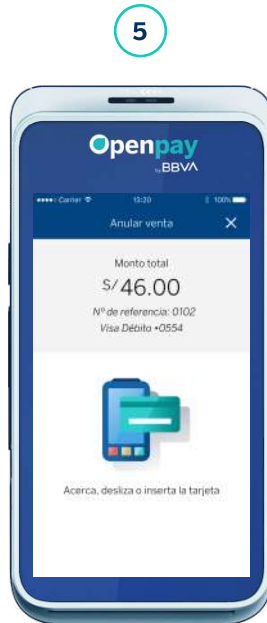 5
Openpay
by BBVA
Carrier 13:20 100%
Anular venta
Monto total
S/46.00
N° de referencia: 0102
Visa Débito •0554
Acerca, desliza o inserta la tarjeta